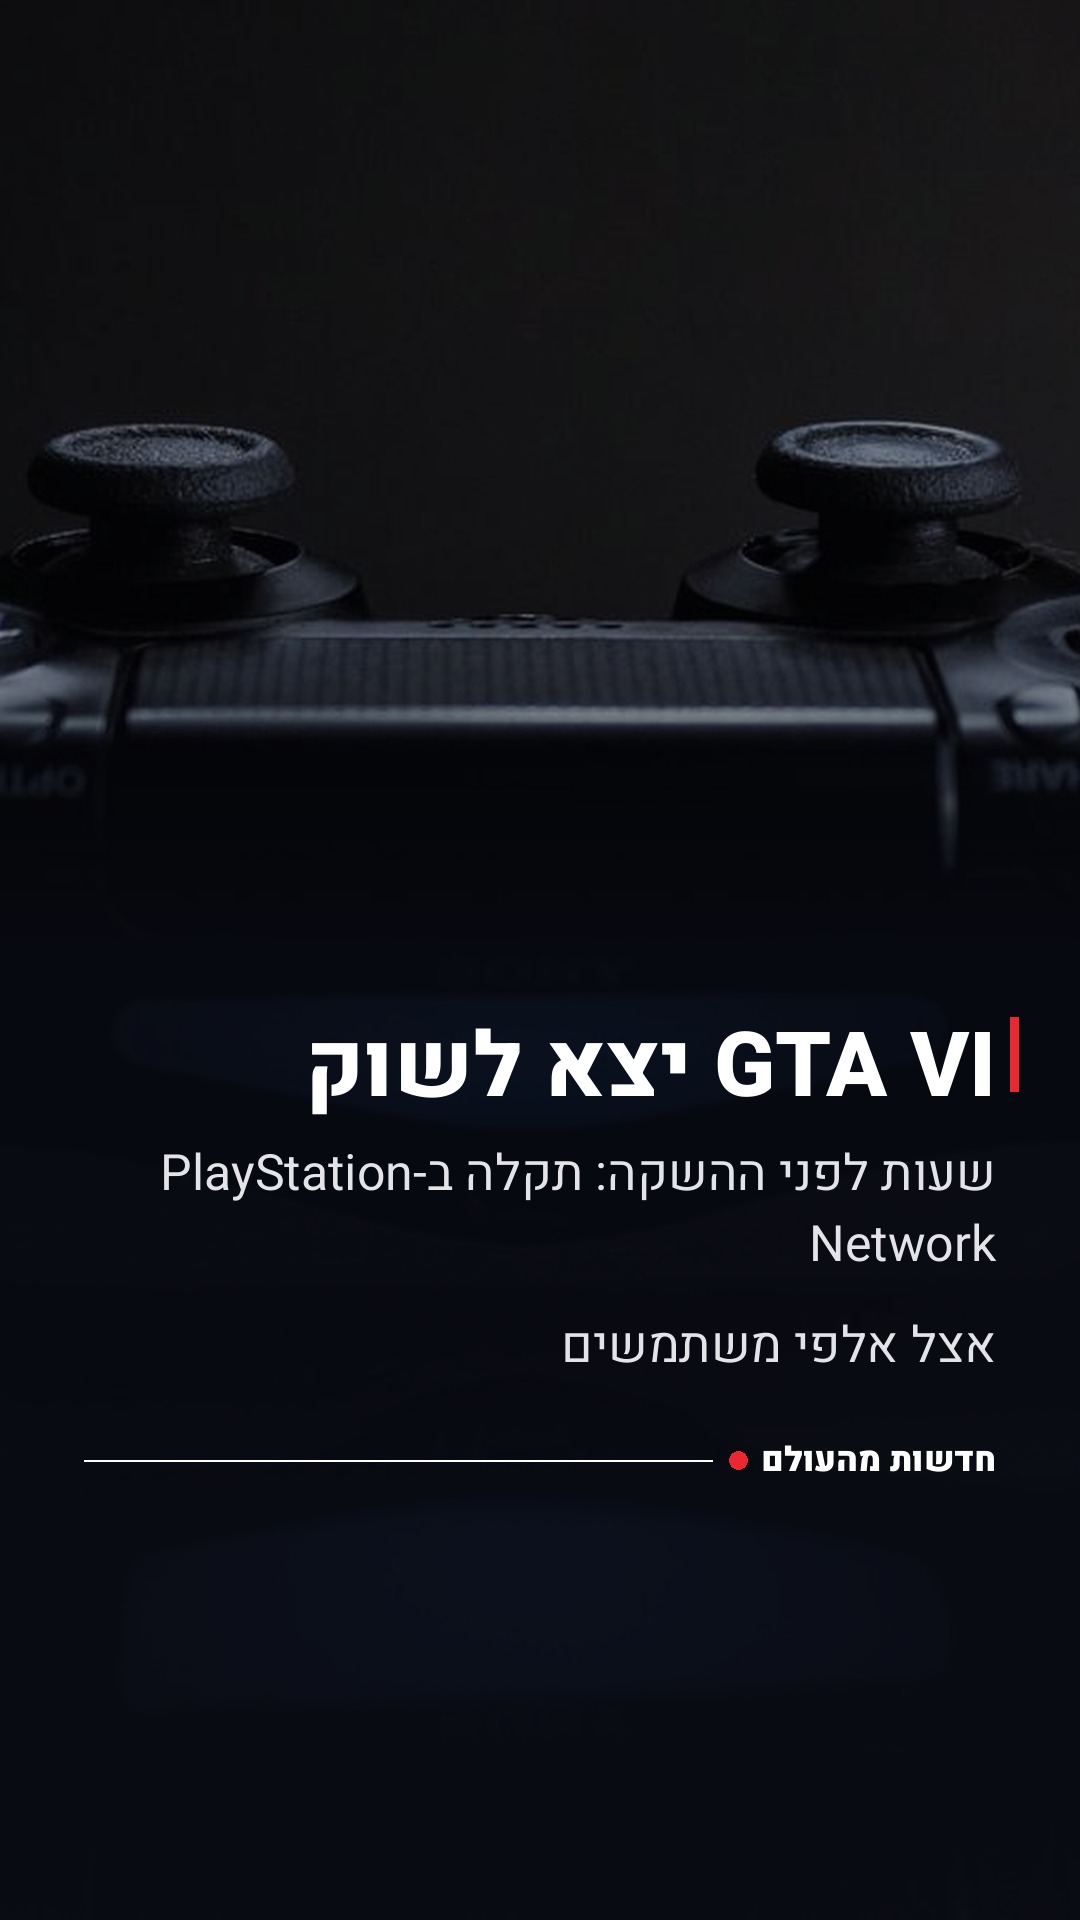 GTA VI יצא לשוק
שעות לפני ההשקה: תקלה ב-PlayStation
Network
אצל אלפי משתמשים
חדשות מהעולם